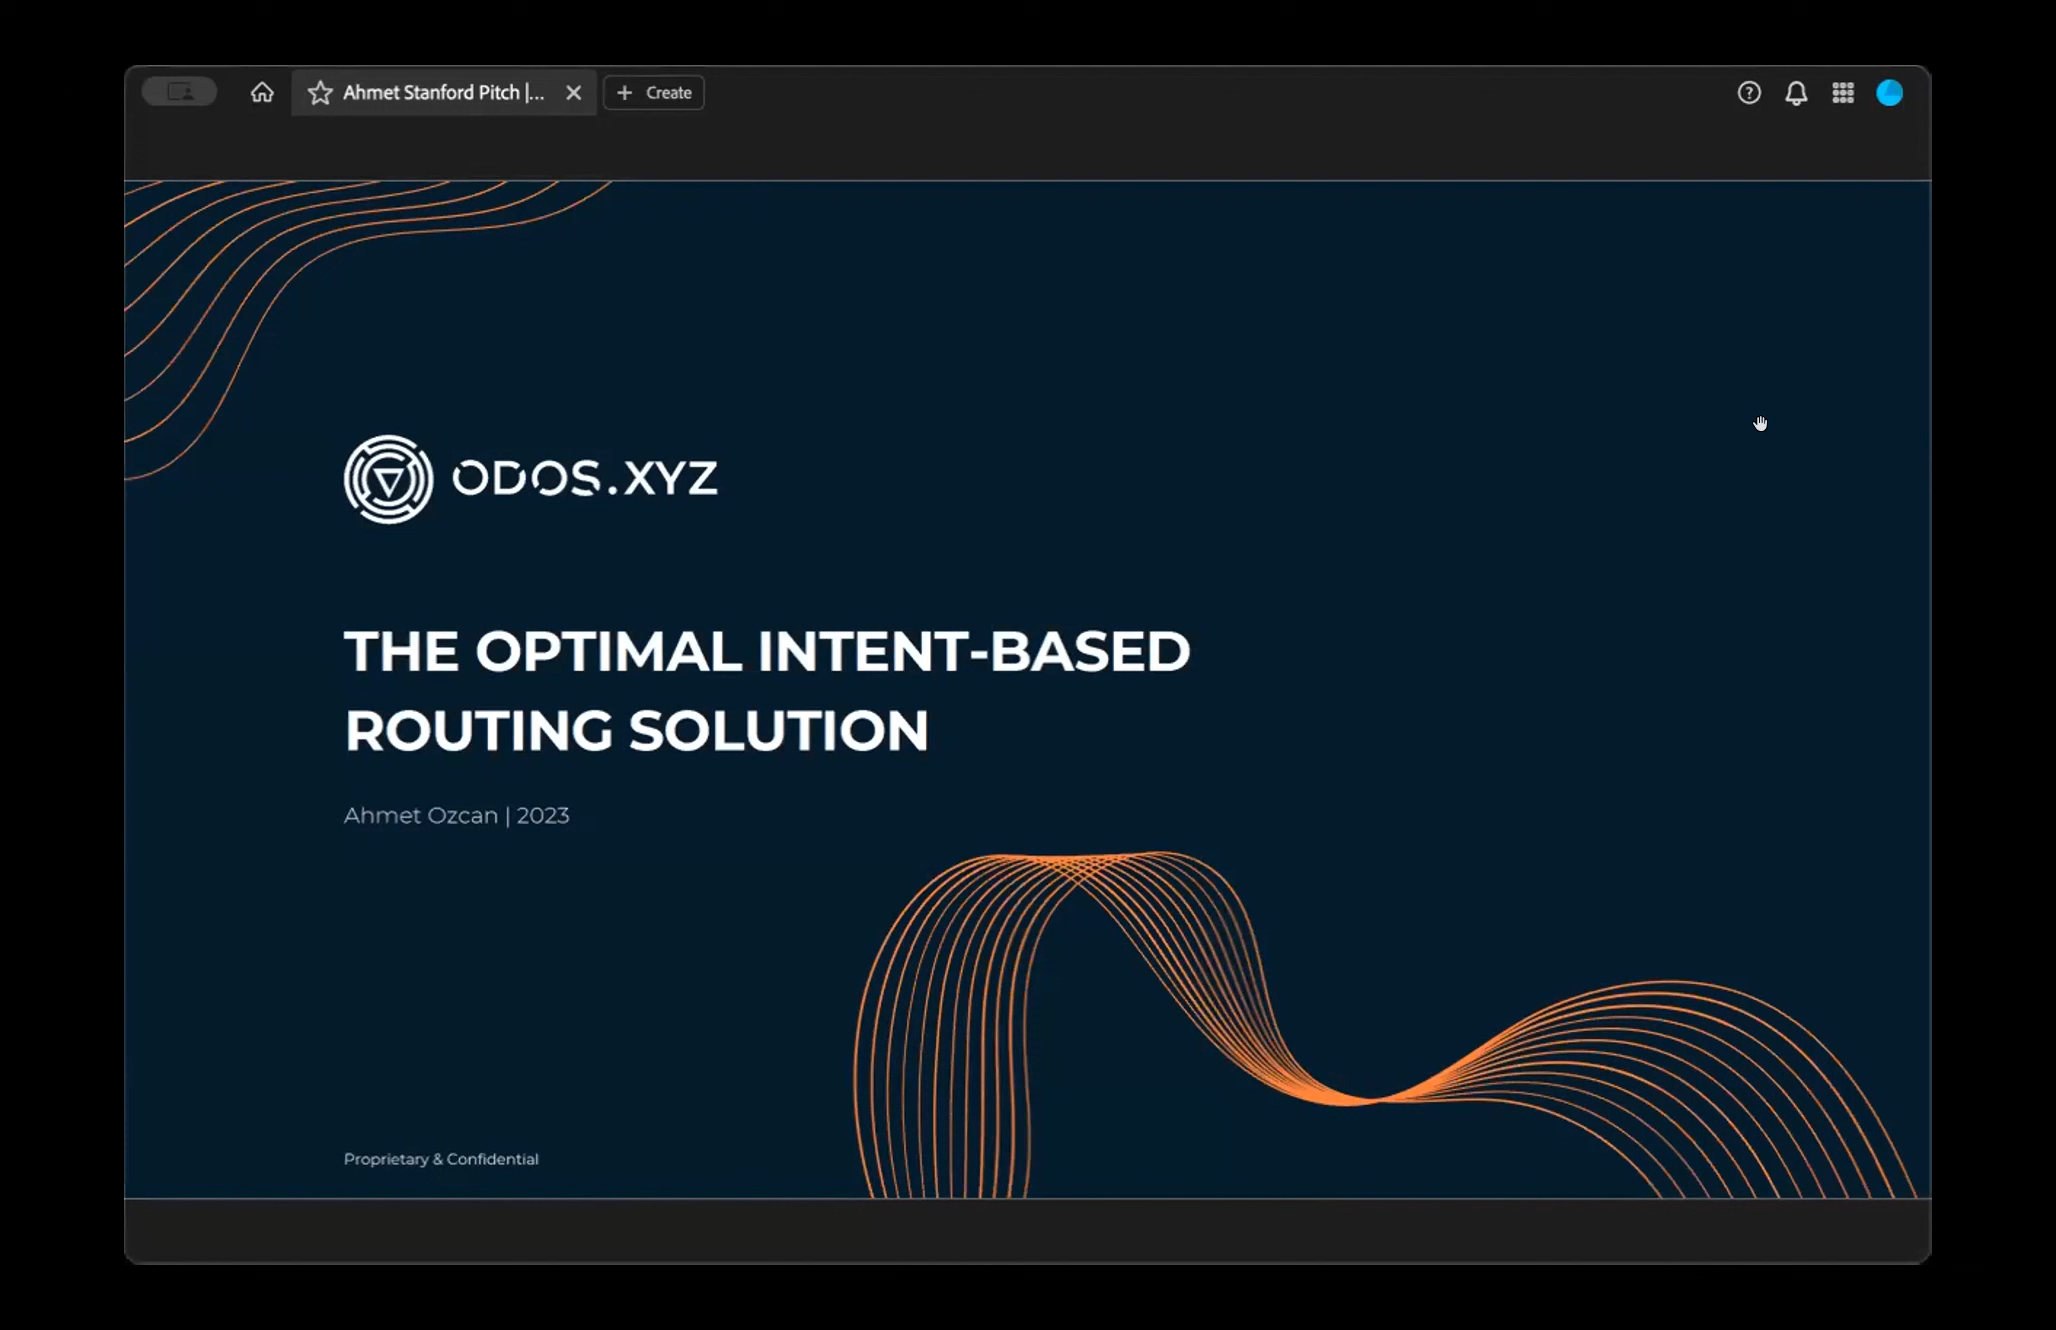 Ahmet Stanford Pitch |...
+ Create
ODOS.XYZ
THE OPTIMAL INTENT-BASED
ROUTING SOLUTION
Ahmet Ozcan | 2023
Proprietary & Confidential